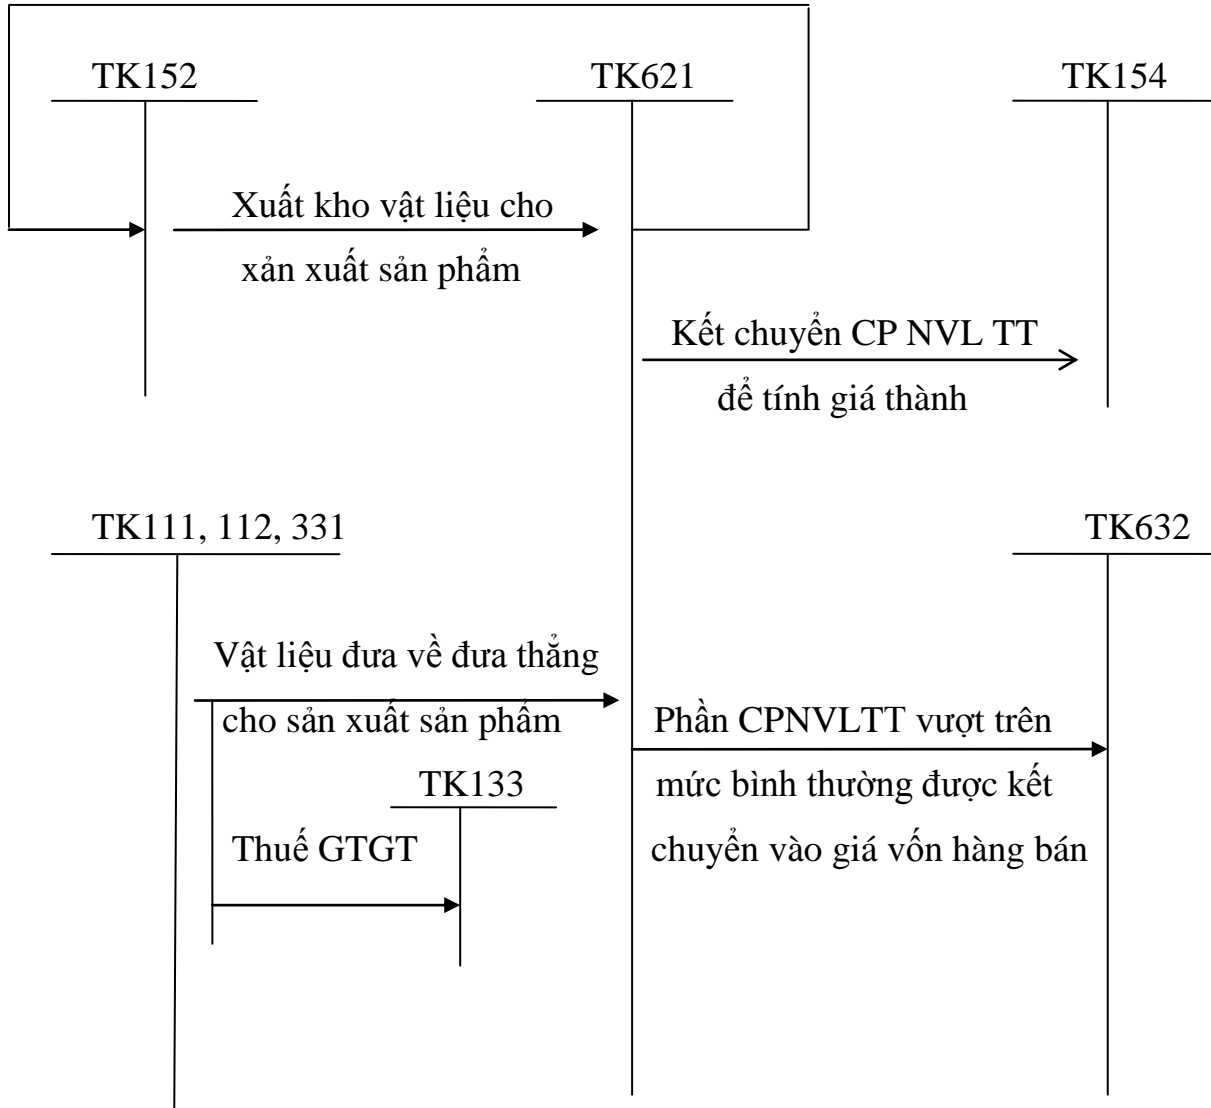 TK152
TK621
TK154
Xuất kho vật liệu cho
xản xuất sản phẩm
Kết chuyển CP NVL TT
để tính giá thành
TK111, 112, 331
TK632
Vật liệu đưa về đưa thẳng
cho sản xuất sản phẩm
Phần CPNVLTT vượt trên
mức bình thường được kết
chuyển vào giá vốn hàng bán
TK133
Thuế GTGT